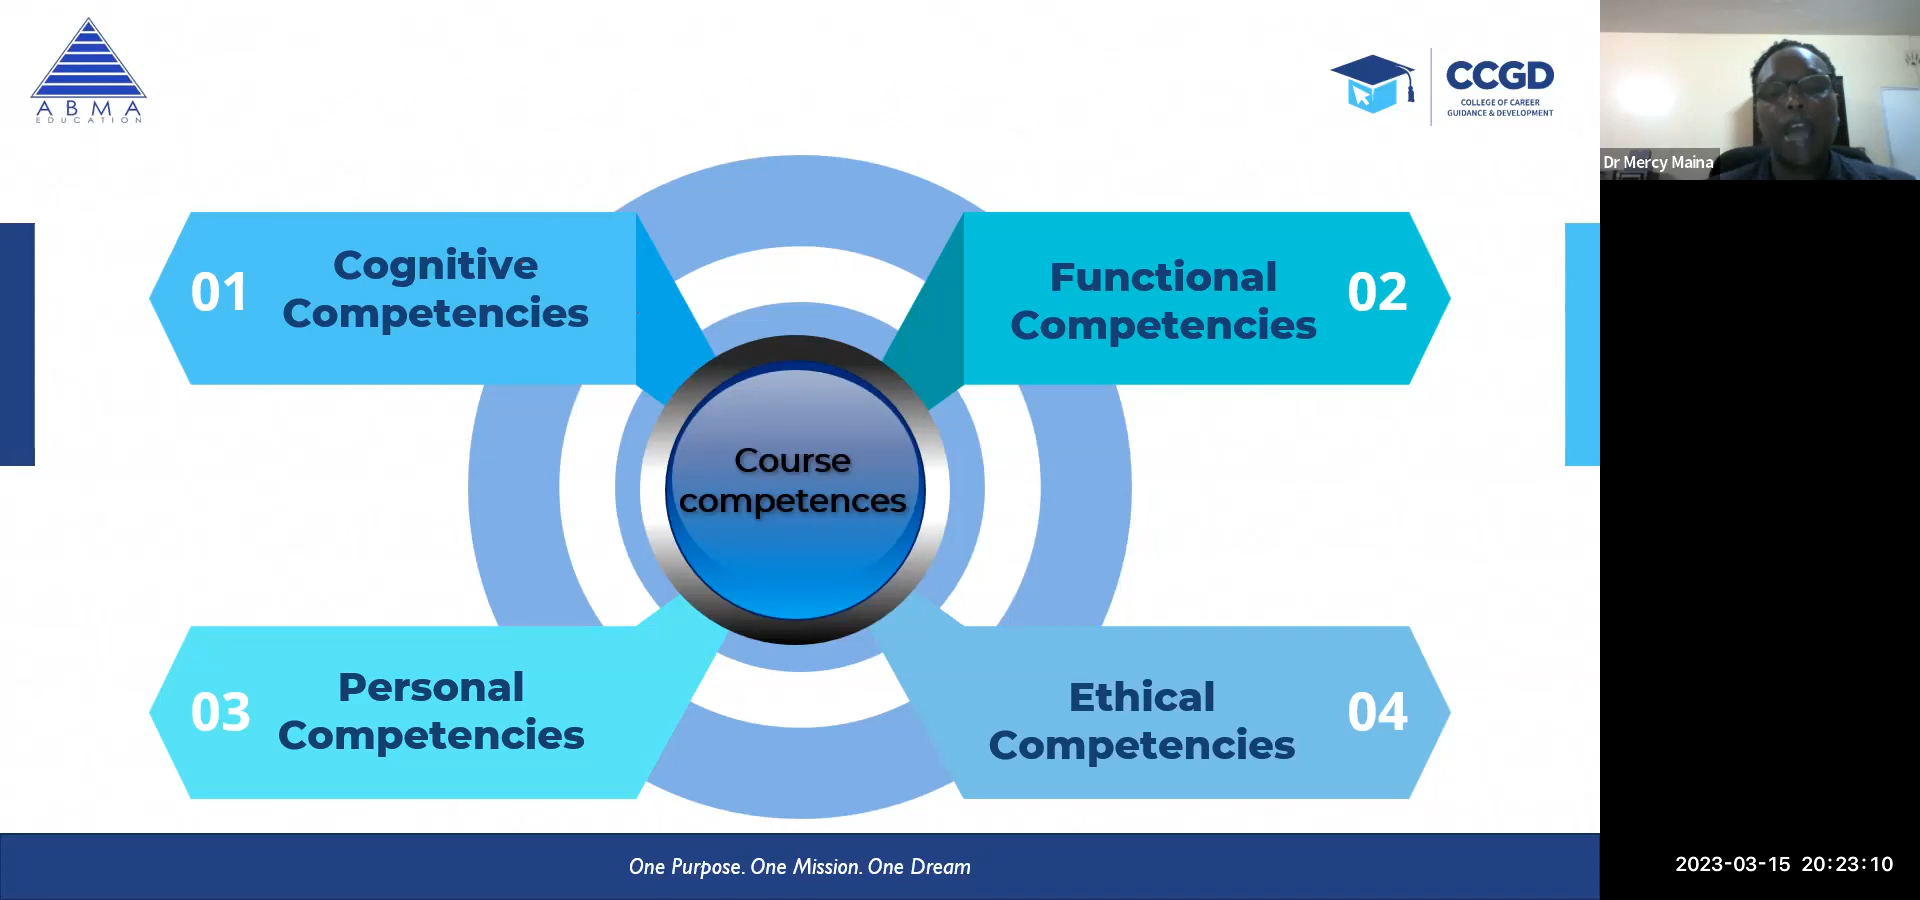 ABMA
EDUCATION
CCGD
COLLEGE OF CAREER
GUIDANCE & DEVELOPMENT
Dr Mercy Maina
01
Cognitive
Competencies
Functional
Competencies
02
Course
competences
03
Personal
Competencies
Ethical
Competencies
04
One Purpose. One Mission. One Dream
2023-03-15 20:23:10